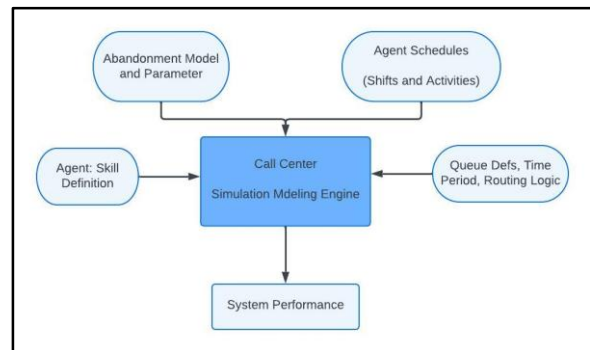 Abandonment Model
and Parameter
Agent Schedules
(Shifts and Activities)
Agent: Skill
Definition
Call Center
Simulation Mdeling Engine
Queue Defs, Time
Period, Routing Logic
System Performance